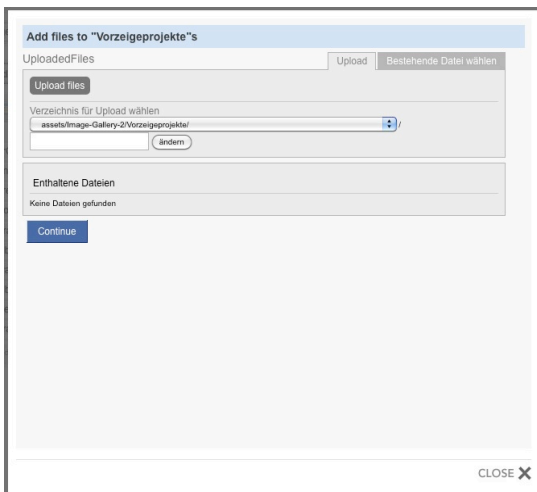 Add files to "Vorzeigeprojekte"s
UploadedFiles
Upload
Bestehende Datei wählen
Upload files
Verzeichnis für Upload wählen
assets/Image-Gallery-2/Vorzeigeprojekte/ /
ändern
Enthaltene Dateien
Keine Dateien gefunden
Continue
CLOSE